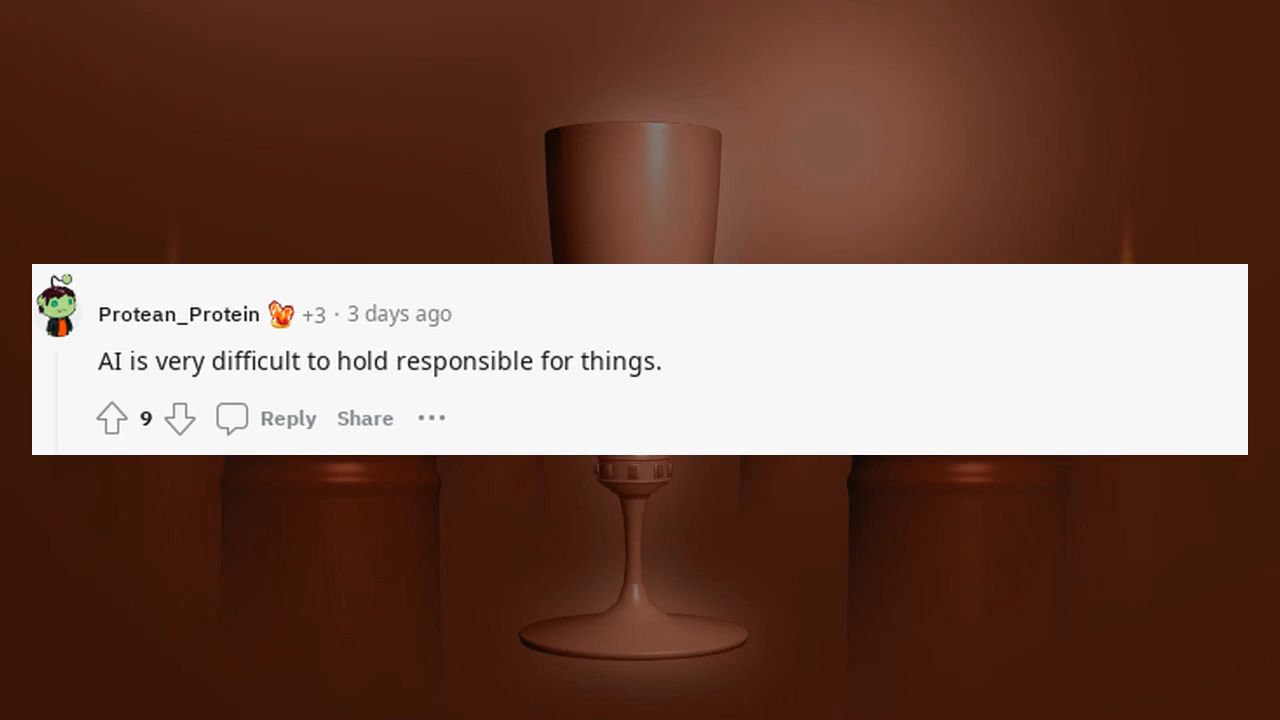 Protean_Protein +3 · 3 days ago
AI is very difficult to hold responsible for things.
9 Reply Share ···